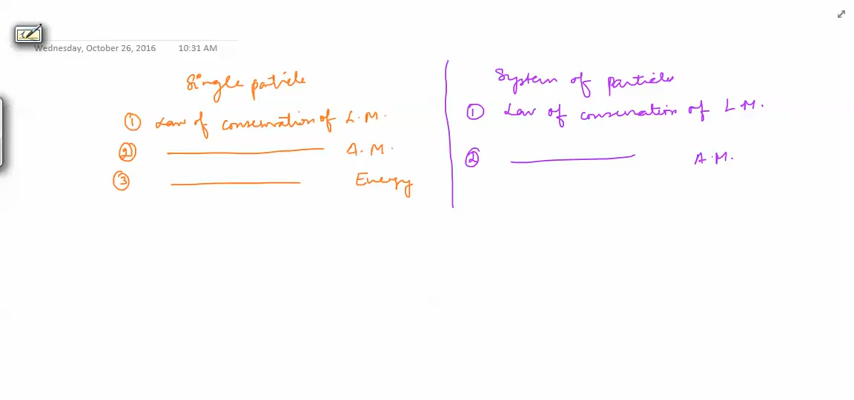 Wednesday, October 26, 2016 10:31 AM
Single particle
① Law of conservation of L.M.
② A.M.
③ Energy
System of particles
① Law of conservation of L.M.
② A.M.